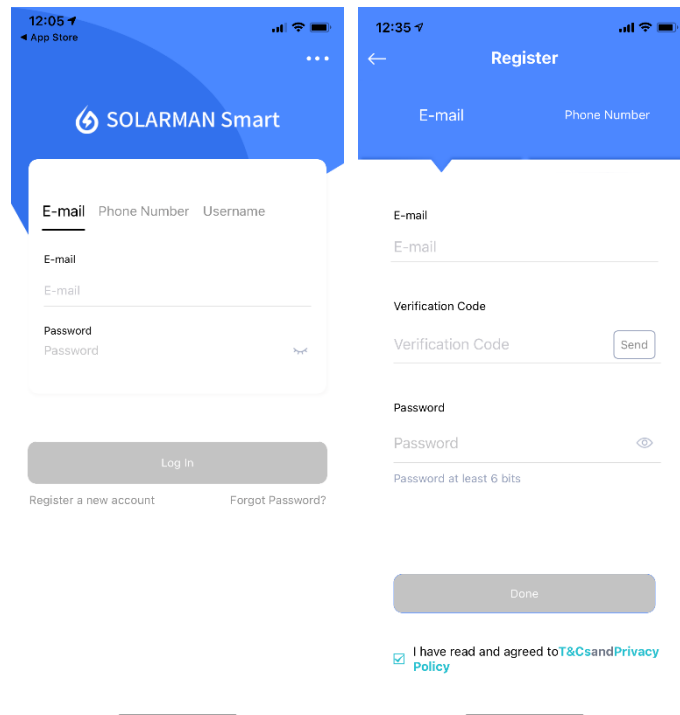 12:05
App Store
SOLARMAN Smart
E-mail Phone Number Username
E-mail
E-mail
Password
Password
Log In
Register a new account Forgot Password?
12:35
Register
E-mail Phone Number
E-mail
E-mail
Verification Code
Verification Code Send
Password
Password
Password at least 6 bits
Done
I have read and agreed toT&CsandPrivacy
Policy